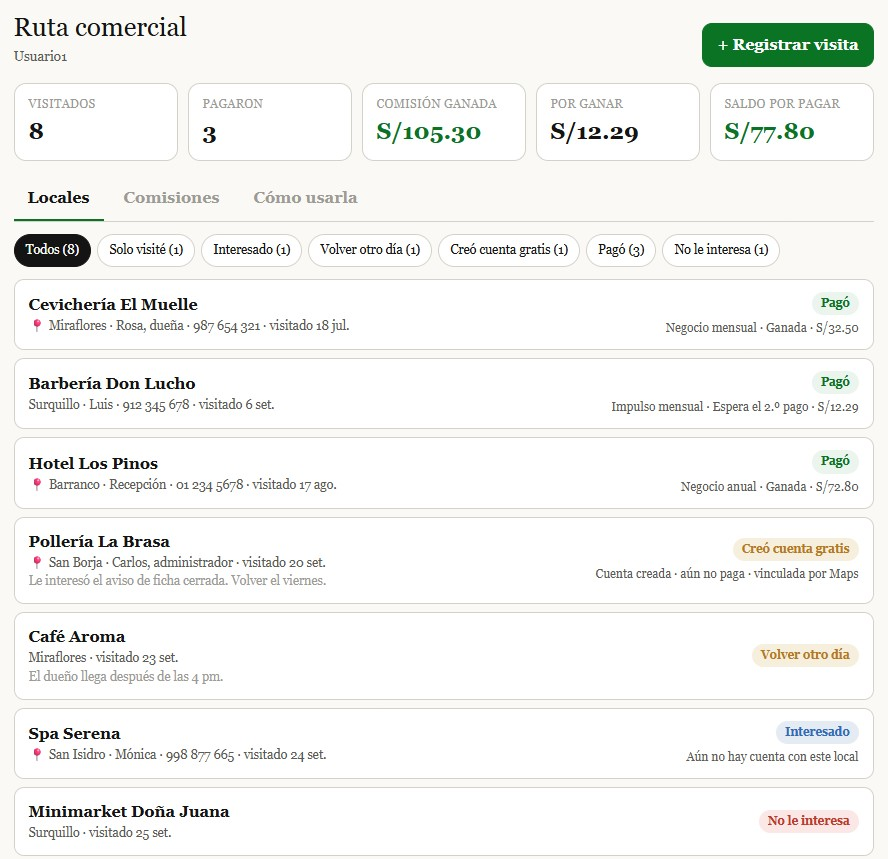 Ruta comercial
Usuario1
+ Registrar visita
VISITADOS
8
PAGARON
3
COMISIÓN GANADA
S/105.30
POR GANAR
S/12.29
SALDO POR PAGAR
S/77.80
Locales
Comisiones
Cómo usarla
Todos (8)
Solo visité (1)
Interesado (1)
Volver otro día (1)
Creó cuenta gratis (1)
Pagó (3)
No le interesa (1)
Cevichería El Muelle
Miraflores · Rosa, dueña · 987 654 321 · visitado 18 jul.
Pagó
Negocio mensual · Ganada · S/32.50
Barbería Don Lucho
Surquillo · Luis · 912 345 678 · visitado 6 set.
Pagó
Impulso mensual · Espera el 2.º pago · S/12.29
Hotel Los Pinos
Barranco · Recepción · 01 234 5678 · visitado 17 ago.
Pagó
Negocio anual · Ganada · S/72.80
Pollería La Brasa
San Borja · Carlos, administrador · visitado 20 set.
Le interesó el aviso de ficha cerrada. Volver el viernes.
Creó cuenta gratis
Cuenta creada · aún no paga · vinculada por Maps
Café Aroma
Miraflores · visitado 23 set.
El dueño llega después de las 4 pm.
Volver otro día
Spa Serena
San Isidro · Mónica · 998 877 665 · visitado 24 set.
Interesado
Aún no hay cuenta con este local
Minimarket Doña Juana
Surquillo · visitado 25 set.
No le interesa